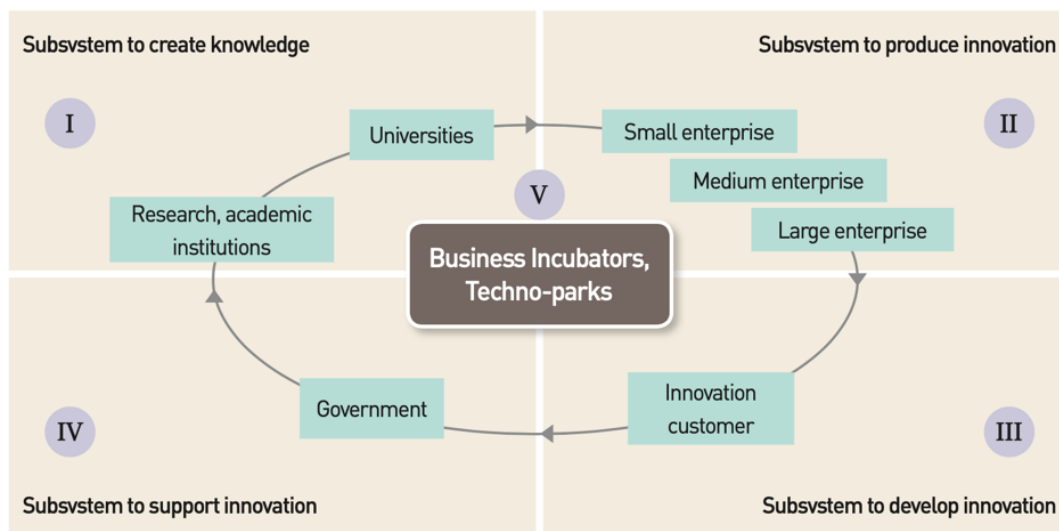 Subsvstem to create knowledge
Subsvstem to produce innovation
I
II
Universities
Small enterprise
Medium enterprise
V
Research, academic
institutions
Large enterprise
Business Incubators,
Techno-parks
Government
Innovation
customer
IV
III
Subsvstem to support innovation
Subsvstem to develop innovation